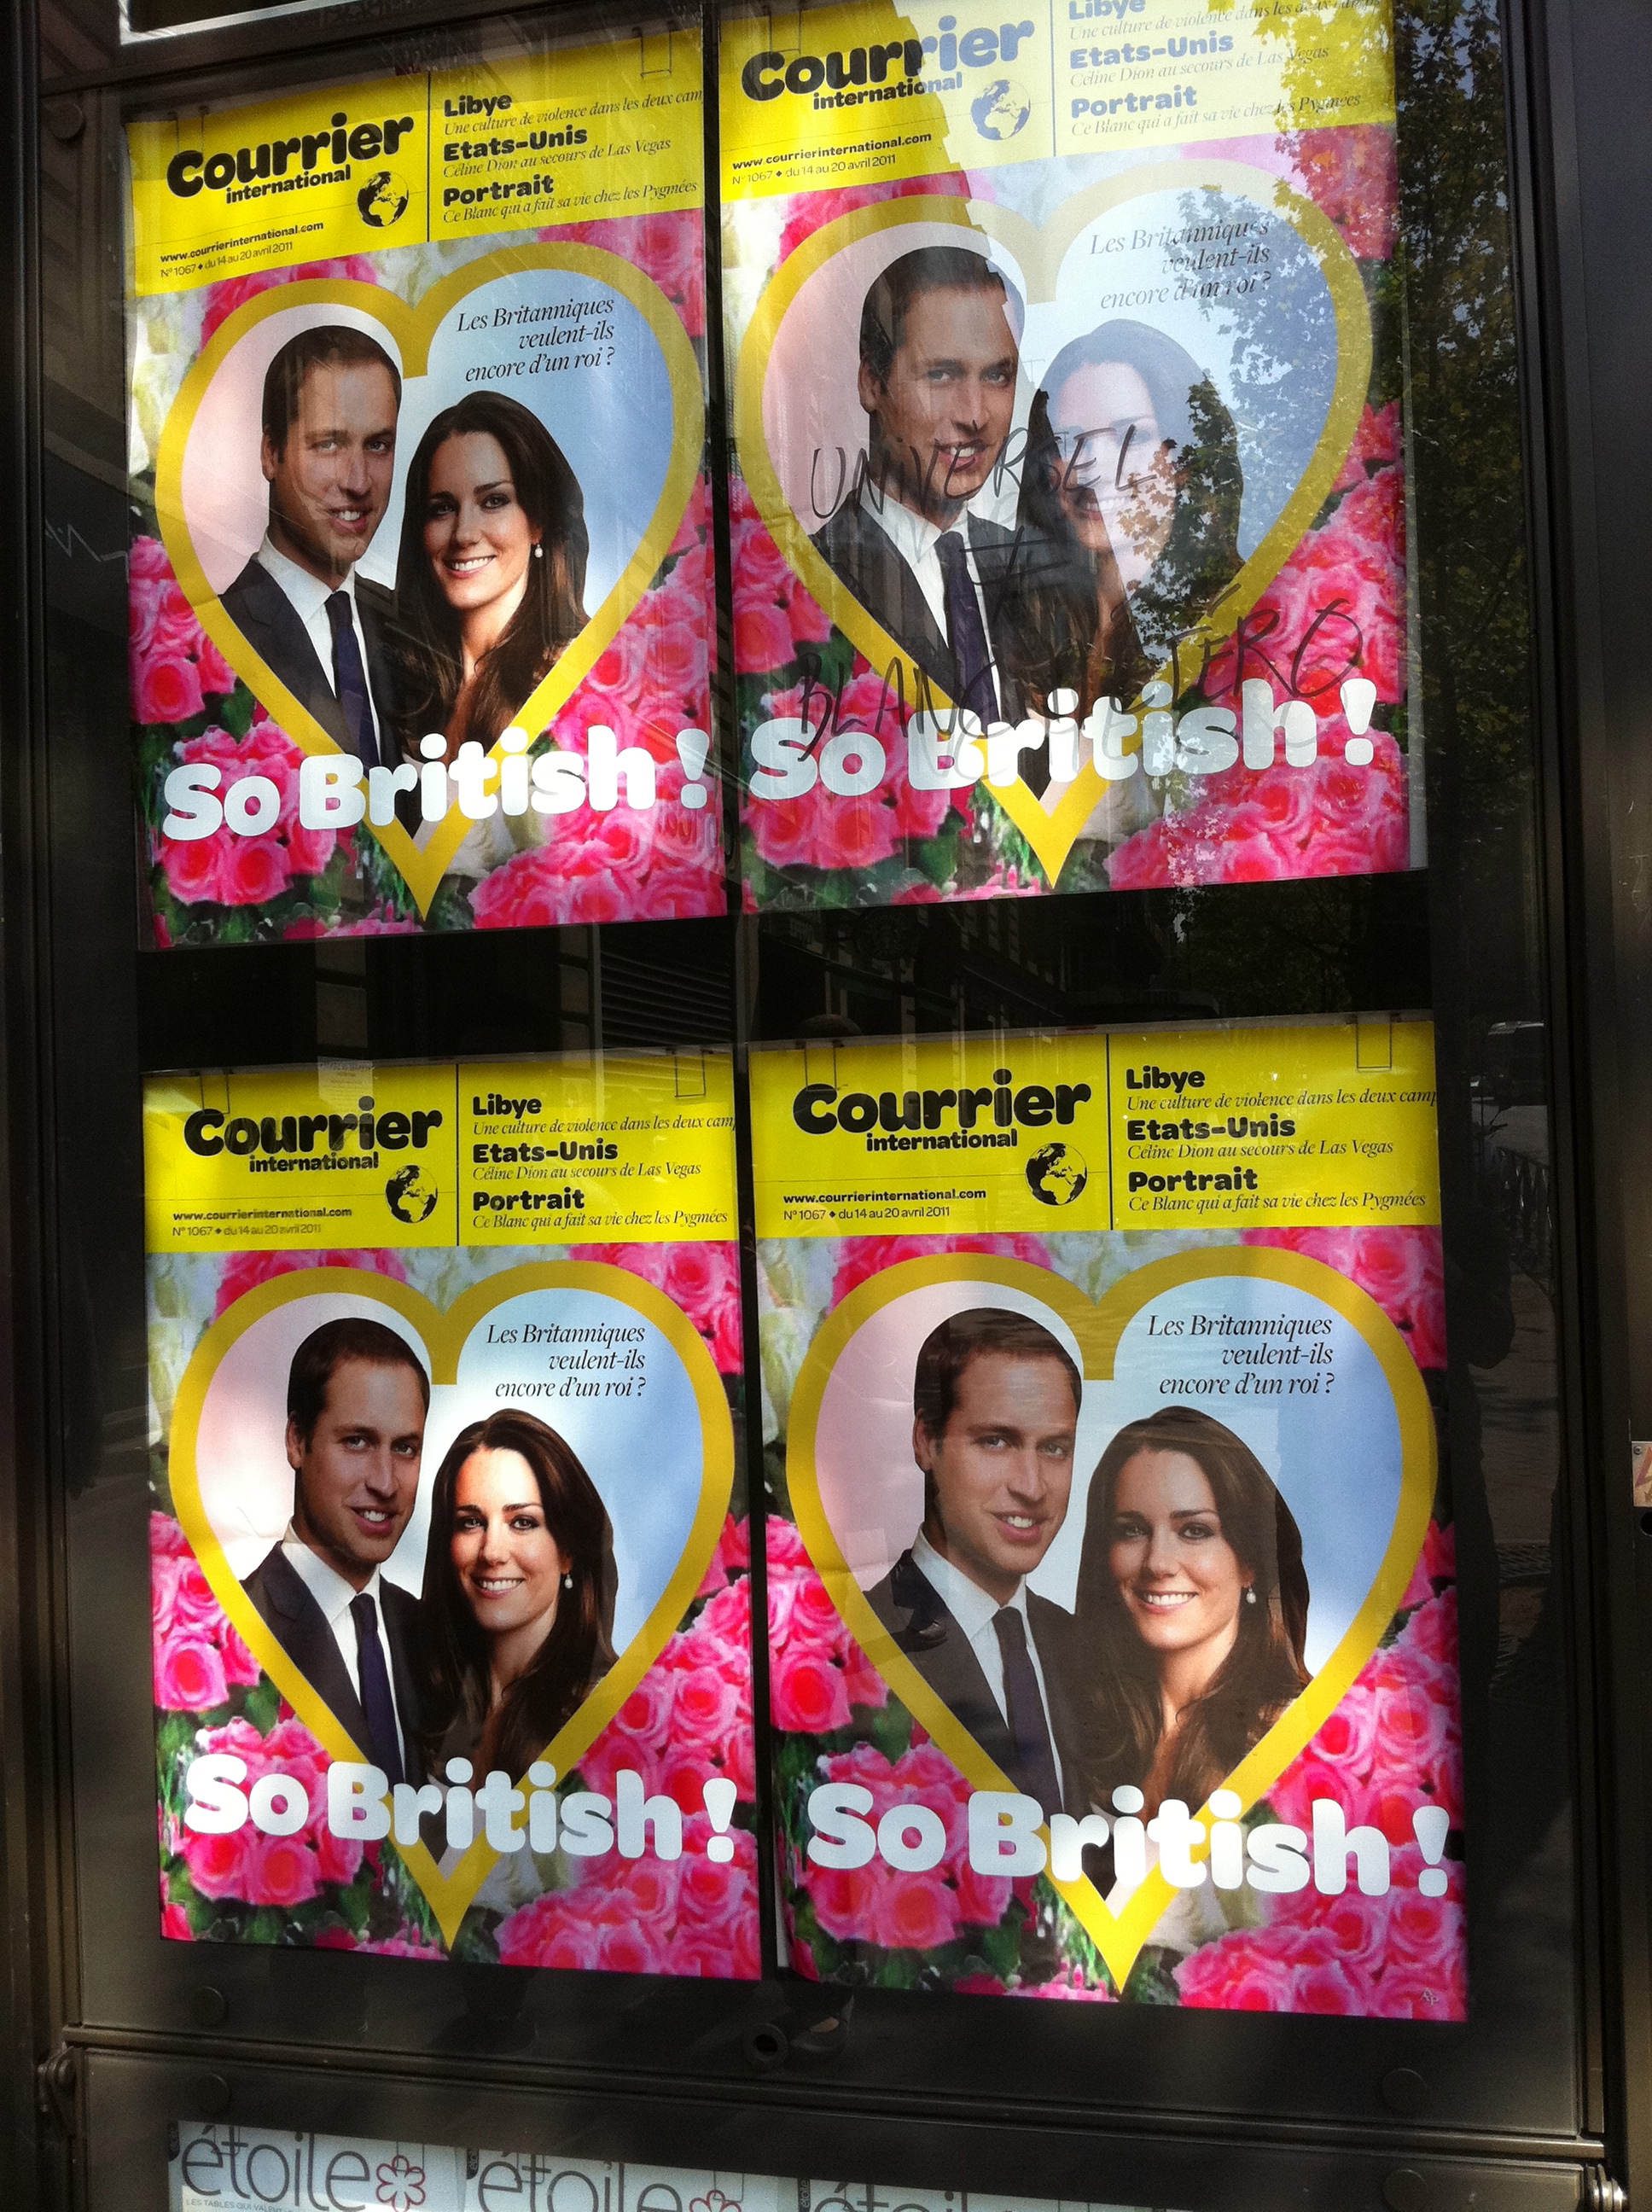 Courrier
international
www.courrierinternational.com
N° 1067 ◆ du 14 au 20 avril 2011
Libye
Une culture de violence dans les deux cam
Etats-Unis
Céline Dion au secours de Las Vegas
Portrait
Ce Blanc qui a fait sa vie chez les Pygmées
Les Britanniques
veulent-ils
encore d'un roi ?
So British !
Courrier
international
www.courrierinternational.com
N° 1067 ◆ du 14 au 20 avril 2011
Libye
Une culture de violence dans les
Etats-Unis
Céline Dion au secours de Las Vegas
Portrait
Ce Blanc qui a fait sa vie chez les Pygmées
Les Britanniques
veulent-ils
encore d'un roi ?
UNIVERSEL
≠
So British !
Courrier
international
www.courrierinternational.com
N° 1067 ◆ du 14 au 20 avril 2011
Libye
Une culture de violence dans les deux cam
Etats-Unis
Céline Dion au secours de Las Vegas
Portrait
Ce Blanc qui a fait sa vie chez les Pygmées
Les Britanniques
veulent-ils
encore d'un roi ?
So British !
Courrier
international
www.courrierinternational.com
N° 1067 ◆ du 14 au 20 avril 2011
Libye
Une culture de violence dans les deux camp
Etats-Unis
Céline Dion au secours de Las Vegas
Portrait
Ce Blanc qui a fait sa vie chez les Pygmées
Les Britanniques
veulent-ils
encore d'un roi ?
So British !
étoile
LES TABLES QUI
étoile